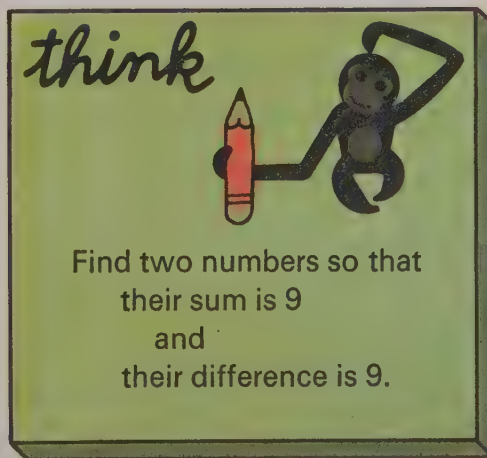 think
Find two numbers so that
their sum is 9
and
their difference is 9.